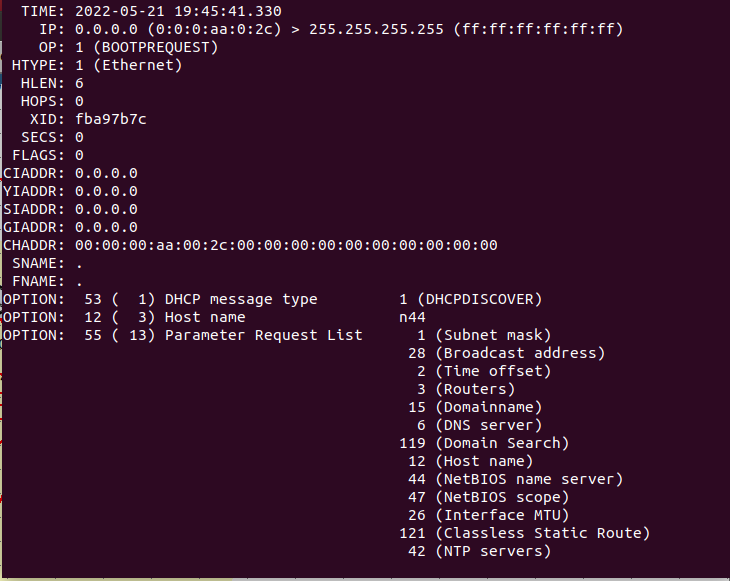 TIME: 2022-05-21 19:45:41.330
IP: 0.0.0.0 (0:0:0:aa:0:2c) > 255.255.255.255 (ff:ff:ff:ff:ff:ff)
OP: 1 (BOOTPREQUEST)
HTYPE: 1 (Ethernet)
HLEN: 6
HOPS: 0
XID: fba97b7c
SECS: 0
FLAGS: 0
CIADDR: 0.0.0.0
YIADDR: 0.0.0.0
SIADDR: 0.0.0.0
GIADDR: 0.0.0.0
CHADDR: 00:00:00:aa:00:2c:00:00:00:00:00:00:00:00:00:00
SNAME: .
FNAME: .
OPTION: 53 ( 1) DHCP message type 1 (DHCPDISCOVER)
OPTION: 12 ( 3) Host name n44
OPTION: 55 ( 13) Parameter Request List 1 (Subnet mask)
28 (Broadcast address)
2 (Time offset)
3 (Routers)
15 (Domainname)
6 (DNS server)
119 (Domain Search)
12 (Host name)
44 (NetBIOS name server)
47 (NetBIOS scope)
26 (Interface MTU)
121 (Classless Static Route)
42 (NTP servers)